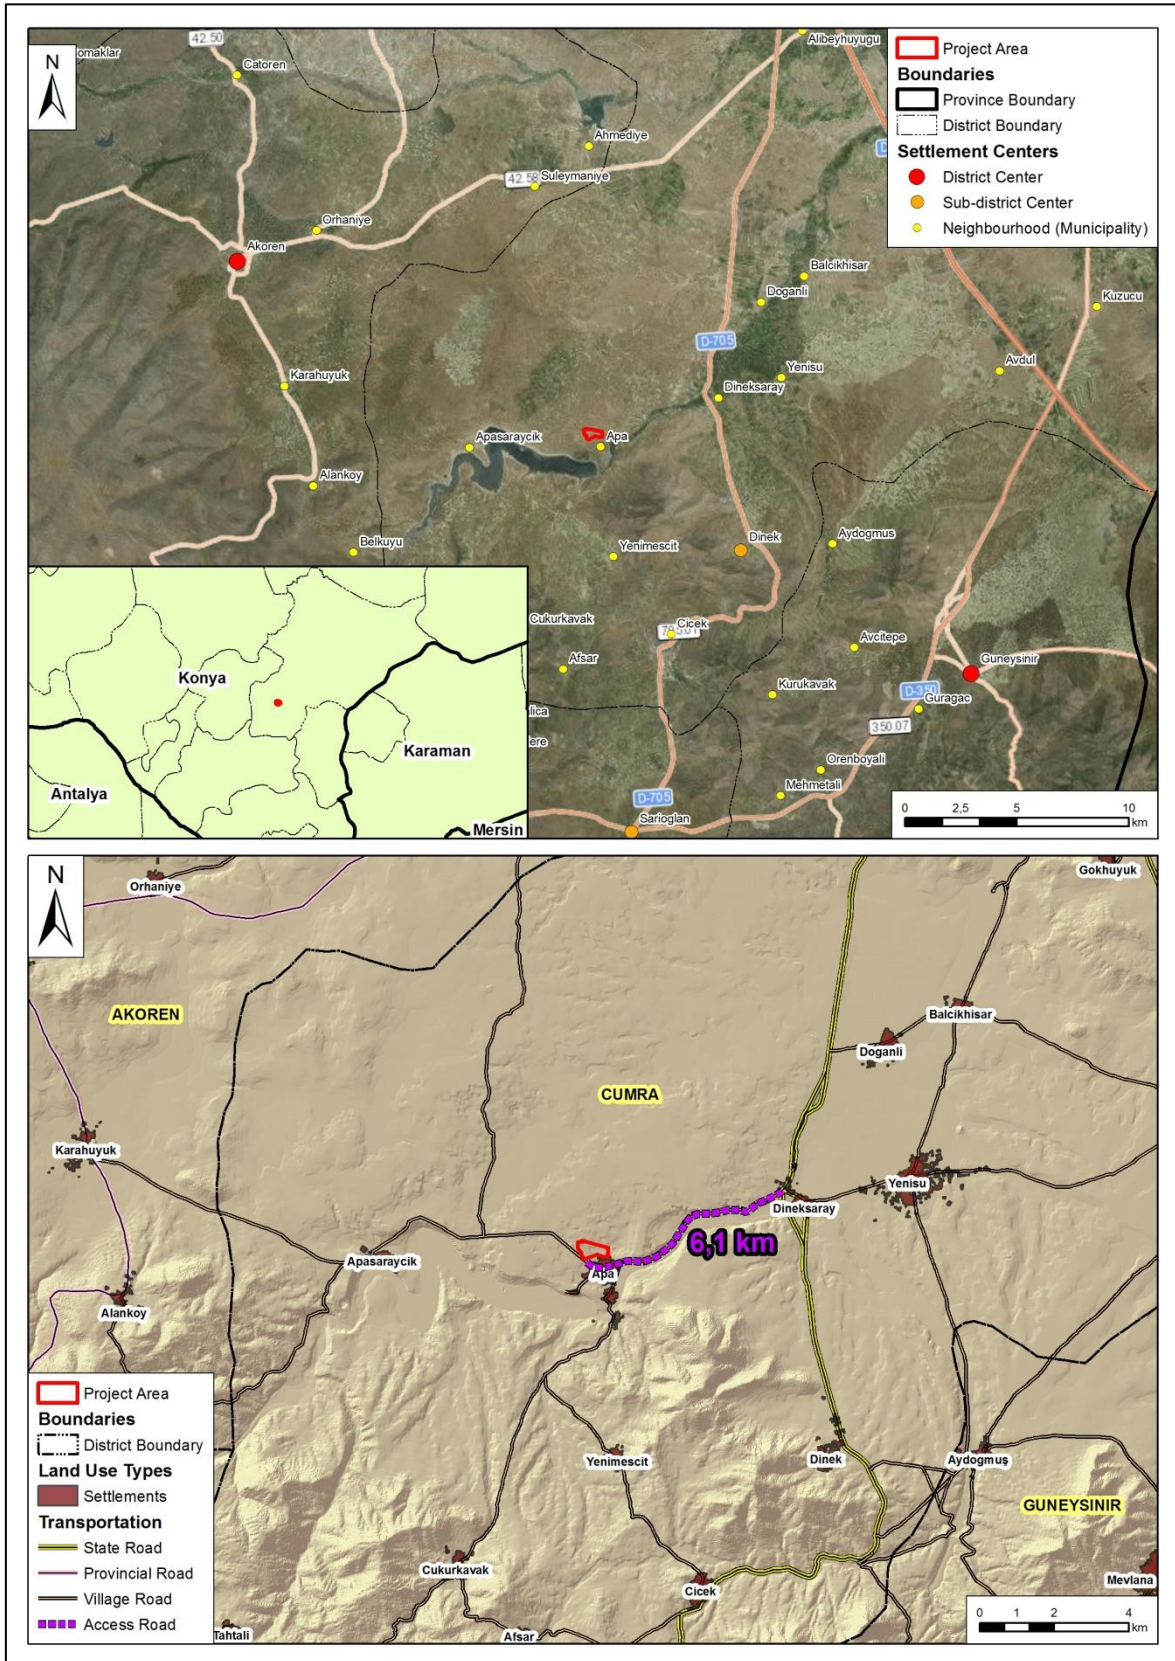 N
42.50
omaklar
Catoren
Alibeyhuyugu
Ahmediye
42.58
Suleymaniye
Orhaniye
Akoren
Balcikhisar
Doganli
Kuzucu
D-705
Karahuyuk
Yenisu
Avdul
Dineksaray
Apasaraycik
Apa
Alankoy
Belkuyu
Yenimescit
Dinek
Aydogmus
Cukurkavak
Cicek
Avcitepe
Afsar
Guneysinir
Kurukavak
D-350
Guragac
350.07
lica
ere
Orenboyali
Mehmetali
D-705
Sarioglan
Project Area
Boundaries
Province Boundary
District Boundary
Settlement Centers
District Center
Sub-district Center
Neighbourhood (Municipality)
Konya
Karaman
Antalya
Mersin
0 2,5 5 10
km
N
Orhaniye
Gokhuyuk
AKOREN
Balcikhisar
Doganli
CUMRA
Karahuyuk
Yenisu
Dineksaray
6,1 km
Apasaraycik
Apa
Alankoy
Yenimescit
Dinek
Aydogmuş
GUNEYSINIR
Cukurkavak
Cicek
Mevlana
Tahtali
Afsar
Project Area
Boundaries
District Boundary
Land Use Types
Settlements
Transportation
State Road
Provincial Road
Village Road
Access Road
0 1 2 4
km